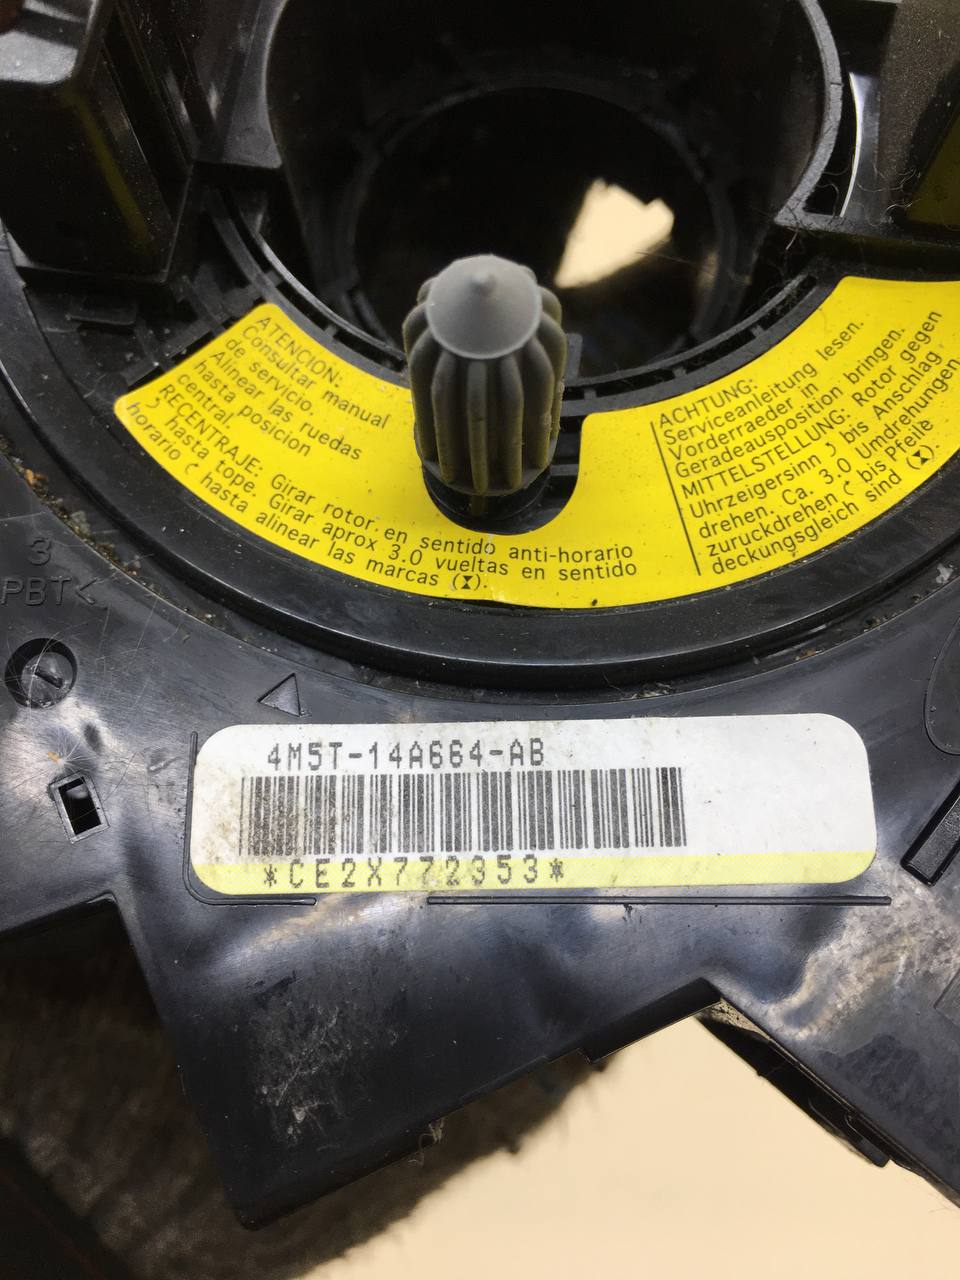 ATENCION:
Consultar manual
de servicio.
Alinear las ruedas
hasta posicion
central.
RECENTRAJE: Girar rotor en sentido anti-horario
hasta tope. Girar aprox 3.0 vueltas en sentido
horario hasta alinear las marcas (⧗).
ACHTUNG:
Serviceanleitung lesen.
Vorderraeder in
Geradeausposition bringen.
MITTELSTELLUNG: Rotor gegen
Uhrzeigersinn bis Anschlag
drehen. Ca. 3.0 Umdrehungen
zuruckdrehen bis Pfeile
deckungsgleich sind (⧗).
3
PBT<
4M5T-14A664-AB
*CE2X772353*